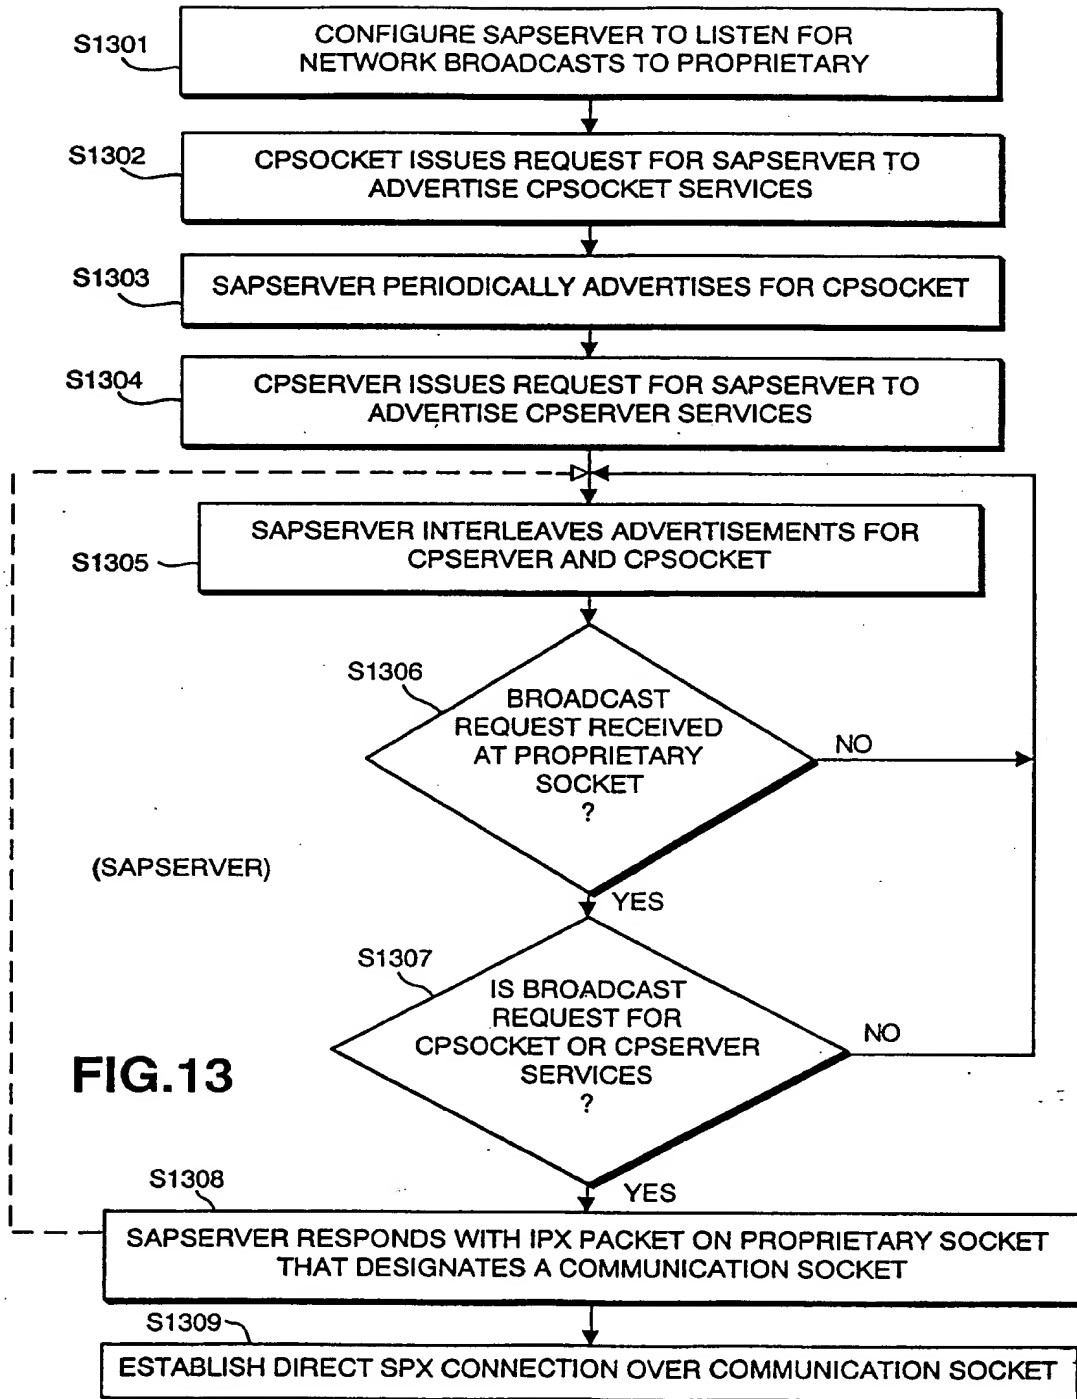 S1301
CONFIGURE SAPSERVER TO LISTEN FOR
NETWORK BROADCASTS TO PROPRIETARY
S1302
CPSOCKET ISSUES REQUEST FOR SAPSERVER TO
ADVERTISE CPSOCKET SERVICES
S1303
SAPSERVER PERIODICALLY ADVERTISES FOR CPSOCKET
S1304
CPSERVER ISSUES REQUEST FOR SAPSERVER TO
ADVERTISE CPSERVER SERVICES
S1305
SAPSERVER INTERLEAVES ADVERTISEMENTS FOR
CPSERVER AND CPSOCKET
S1306
BROADCAST
REQUEST RECEIVED
AT PROPRIETARY
SOCKET
?
NO
(SAPSERVER)
YES
S1307
IS BROADCAST
REQUEST FOR
CPSOCKET OR CPSERVER
SERVICES
?
NO
FIG.13
YES
S1308
SAPSERVER RESPONDS WITH IPX PACKET ON PROPRIETARY SOCKET
THAT DESIGNATES A COMMUNICATION SOCKET
S1309
ESTABLISH DIRECT SPX CONNECTION OVER COMMUNICATION SOCKET